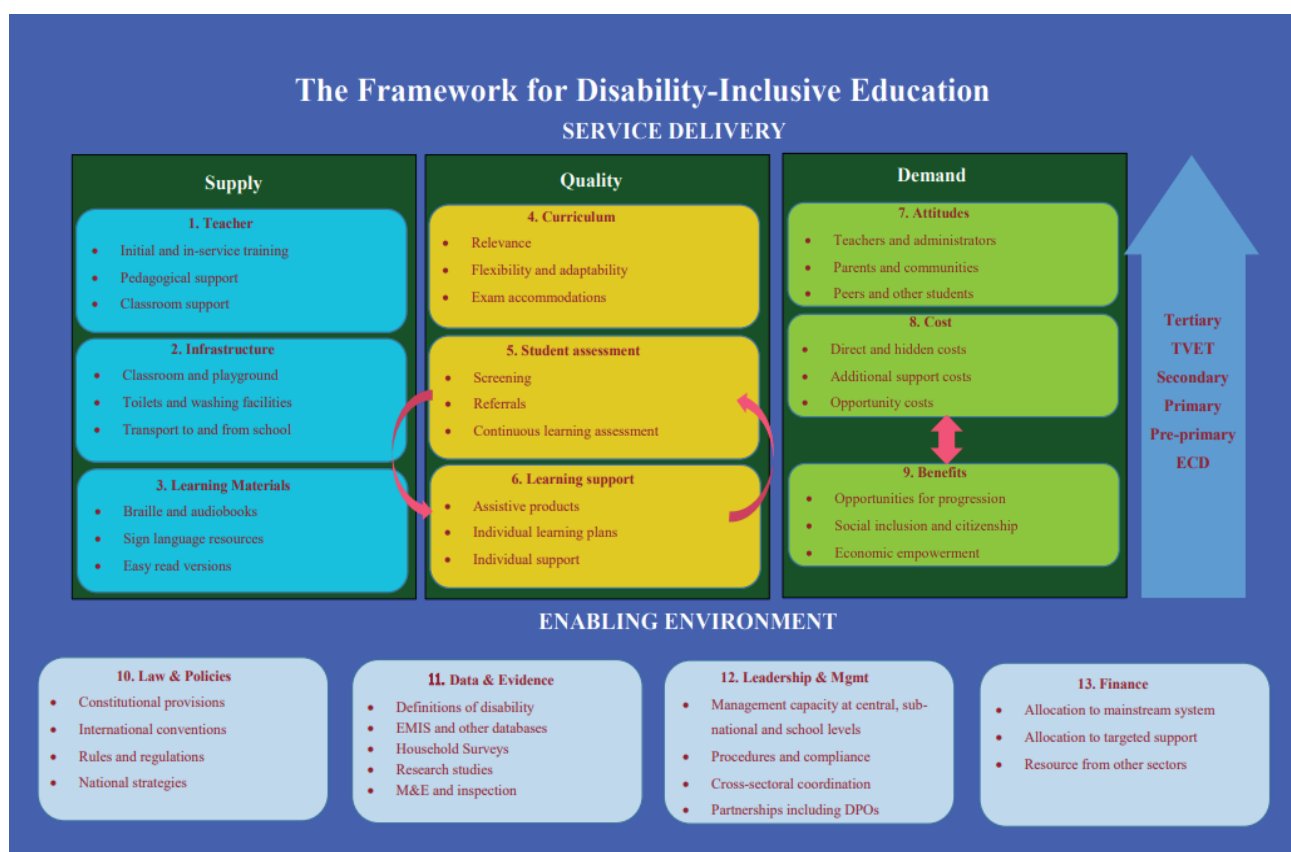 The Framework for Disability-Inclusive Education
SERVICE DELIVERY
Supply
1. Teacher
• Initial and in-service training
• Pedagogical support
• Classroom support
2. Infrastructure
• Classroom and playground
• Toilets and washing facilities
• Transport to and from school
3. Learning Materials
• Braille and audiobooks
• Sign language resources
• Easy read versions
Quality
4. Curriculum
• Relevance
• Flexibility and adaptability
• Exam accommodations
5. Student assessment
• Screening
• Referrals
• Continuous learning assessment
6. Learning support
• Assistive products
• Individual learning plans
• Individual support
Demand
7. Attitudes
• Teachers and administrators
• Parents and communities
• Peers and other students
8. Cost
• Direct and hidden costs
• Additional support costs
• Opportunity costs
9. Benefits
• Opportunities for progression
• Social inclusion and citizenship
• Economic empowerment
Tertiary
TVET
Secondary
Primary
Pre-primary
ECD
ENABLING ENVIRONMENT
10. Law & Policies
• Constitutional provisions
• International conventions
• Rules and regulations
• National strategies
11. Data & Evidence
• Definitions of disability
• EMIS and other databases
• Household Surveys
• Research studies
• M&E and inspection
12. Leadership & Mgmt
• Management capacity at central, sub-
national and school levels
• Procedures and compliance
• Cross-sectoral coordination
• Partnerships including DPOs
13. Finance
• Allocation to mainstream system
• Allocation to targeted support
• Resource from other sectors